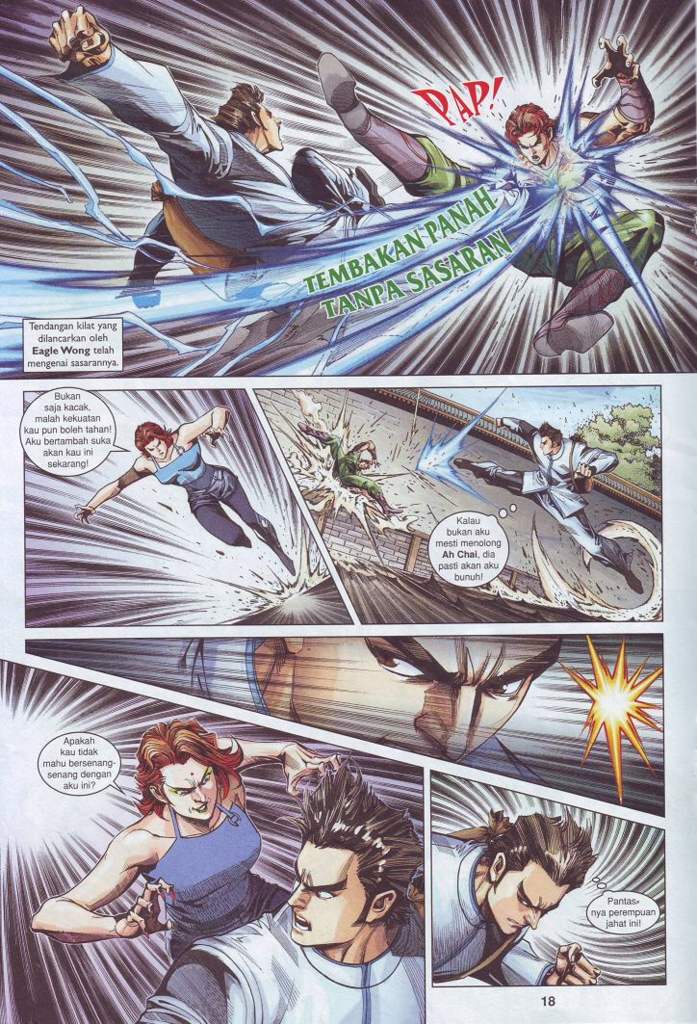 PAP!
TEMBAKAN PANAH
TANPA SASARAN
Tendangan kilat yang
dilancarkan oleh
Eagle Wong telah
mengenai sasarannya.
Bukan
saja kacak,
malah kekuatan
kau pun boleh tahan!
Aku bertambah suka
akan kau ini
sekarang!
Kalau
bukan aku
mesti menolong
Ah Chai, dia
pasti akan aku
bunuh!
Apakah
kau tidak
mahu bersenang-
senang dengan
aku ini?
Pantas-
nya perempuan
jahat ini!
18